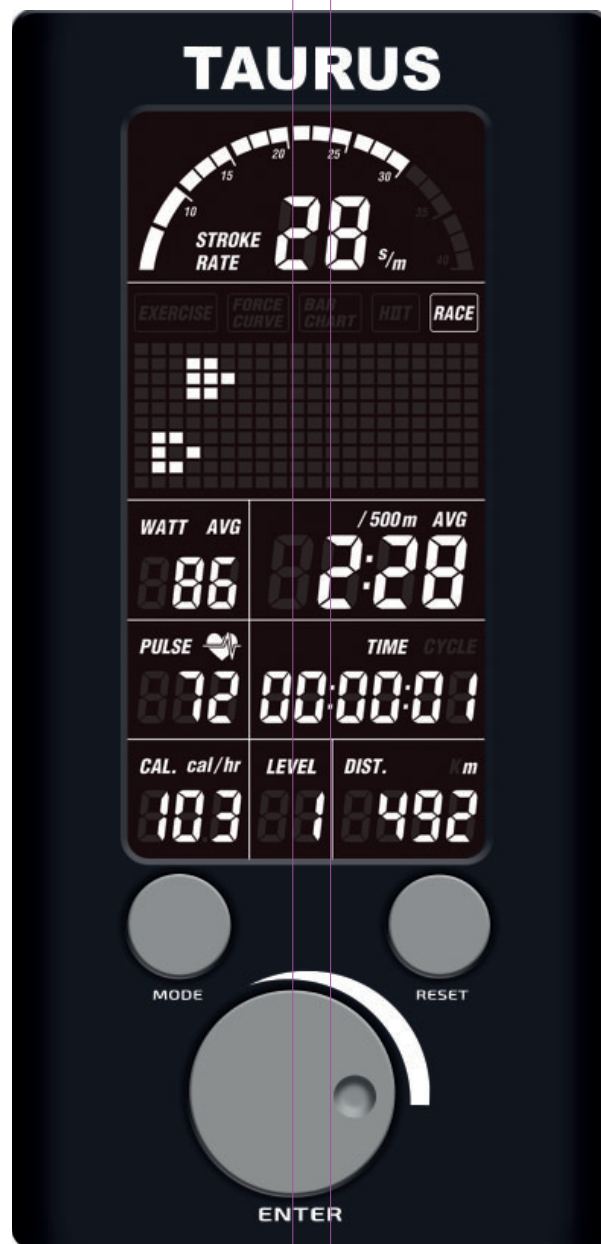 TAURUS
10 15 20 25 30 35 40
STROKE RATE 28 s/m
EXERCISE FORCE CURVE BAR CHART HIIT RACE
WATT AVG /500m AVG
86 2:28
PULSE TIME CYCLE
72 00:00:01
CAL. cal/hr LEVEL DIST. Km
103 1 492
MODE RESET
ENTER